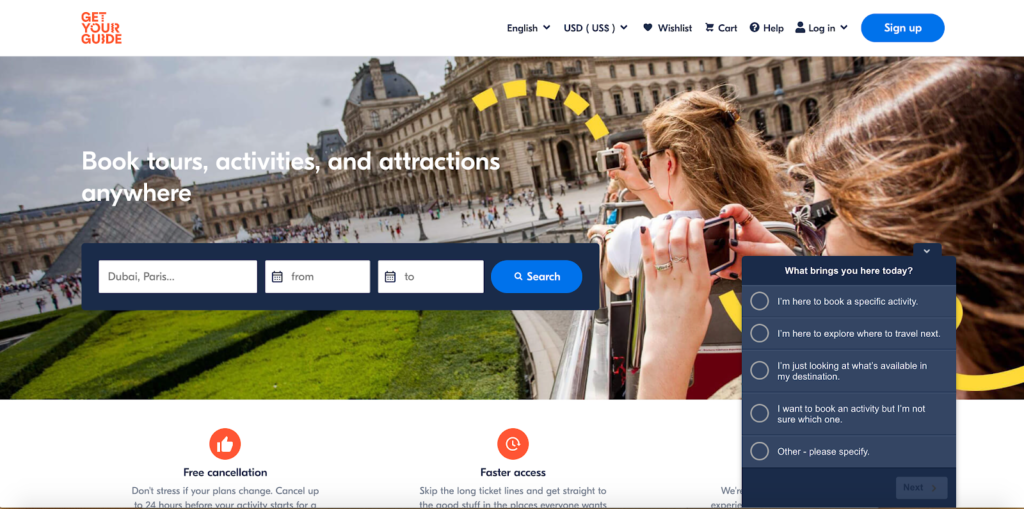 GET
YOUR
GUIDE
English USD ( US$ ) Wishlist Cart Help Log in Sign up
Book tours, activities, and attractions
anywhere
Dubai, Paris... from to Search
What brings you here today?
I'm here to book a specific activity.
I'm here to explore where to travel next.
I'm just looking at what's available in
my destination.
I want to book an activity but I'm not
sure which one.
Other - please specify.
Next
Free cancellation
Don't stress if your plans change. Cancel up
to 24 hours before your activity starts for a
Faster access
Skip the long ticket lines and get straight to
the good stuff in the places everyone wants
We're